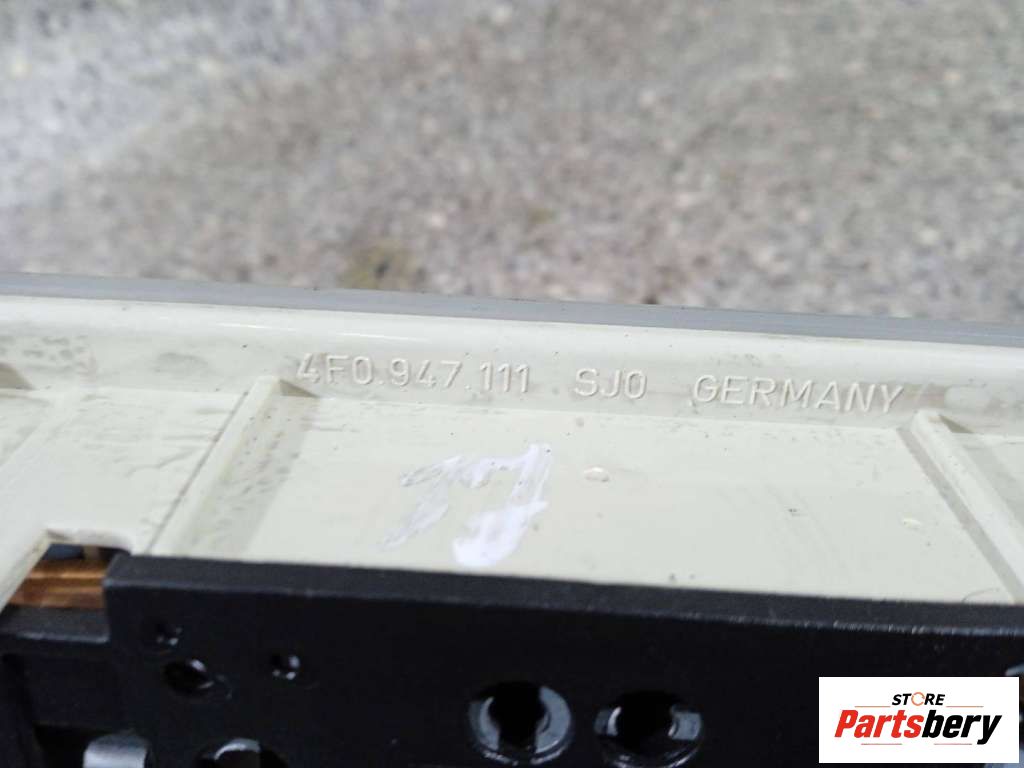 4F0.947.111 SJ0 GERMANY
STORE
Partsbery